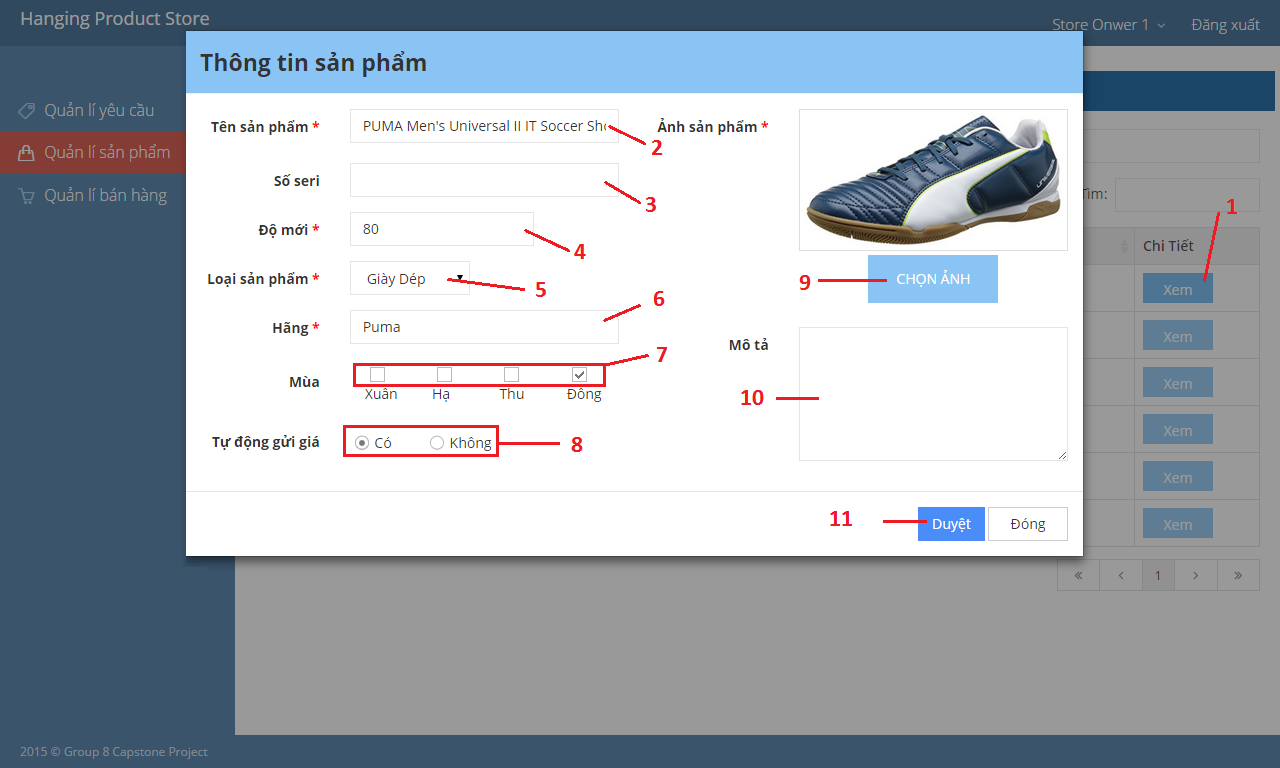 Hanging Product Store
Store Onwer 1
Đăng xuất
Quản lí yêu cầu
Quản lí sản phẩm
Quản lí bán hàng
Thông tin sản phẩm
Tên sản phẩm *
PUMA Men's Universal II IT Soccer Sho
2
Số seri
3
Độ mới *
80
4
Loại sản phẩm *
Giày Dép
5
Hãng *
Puma
6
Mùa
7
Xuân Hạ Thu Đông
Tự động gửi giá
Có Không
8
Ảnh sản phẩm *
9
CHỌN ẢNH
Mô tả
10
11
Duyệt Đóng
Tìm:
1
Chi Tiết
Xem
Xem
Xem
Xem
Xem
Xem
« ‹ 1 › »
2015 © Group 8 Capstone Project